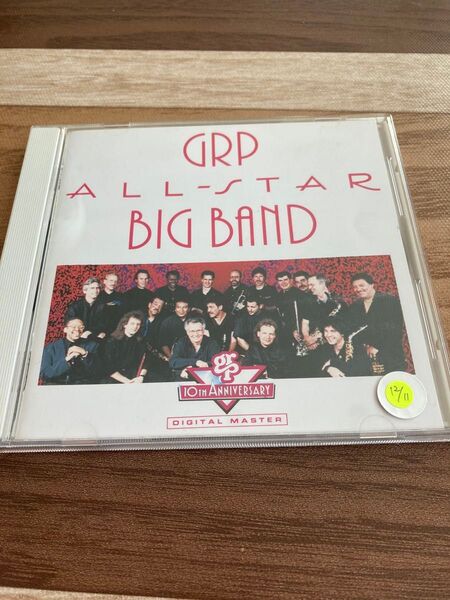 GRP
ALL-STAR
BIG BAND
grp
10TH ANNIVERSARY
DIGITAL MASTER
12/11